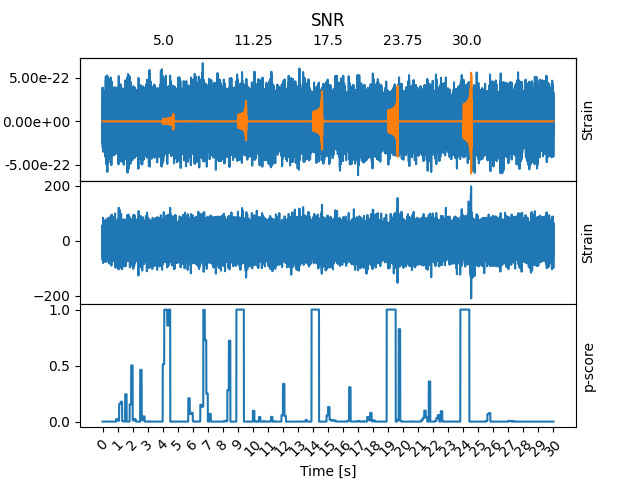 SNR
5.0 11.25 17.5 23.75 30.0
5.00e-22
0.00e+00
-5.00e-22
Strain
200
0
−200
Strain
1.0
0.5
0.0
p-score
0 1 2 3 4 5 6 7 8 9 10 11 12 13 14 15 16 17 18 19 20 21 22 23 24 25 26 27 28 29 30
Time [s]